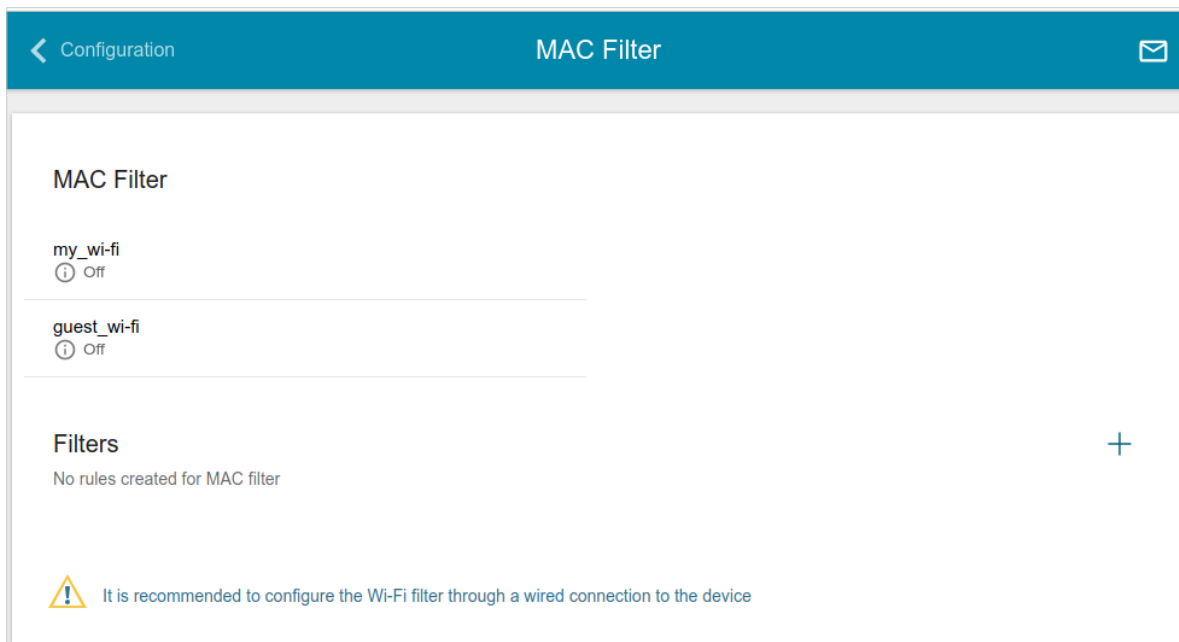 Configuration
MAC Filter
MAC Filter
my_wi-fi
Off
guest_wi-fi
Off
Filters
No rules created for MAC filter
It is recommended to configure the Wi-Fi filter through a wired connection to the device